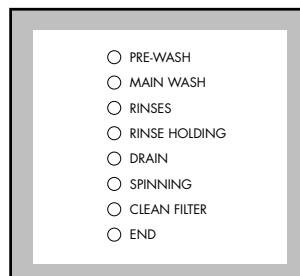 PRE-WASH
MAIN WASH
RINSES
RINSE HOLDING
DRAIN
SPINNING
CLEAN FILTER
END